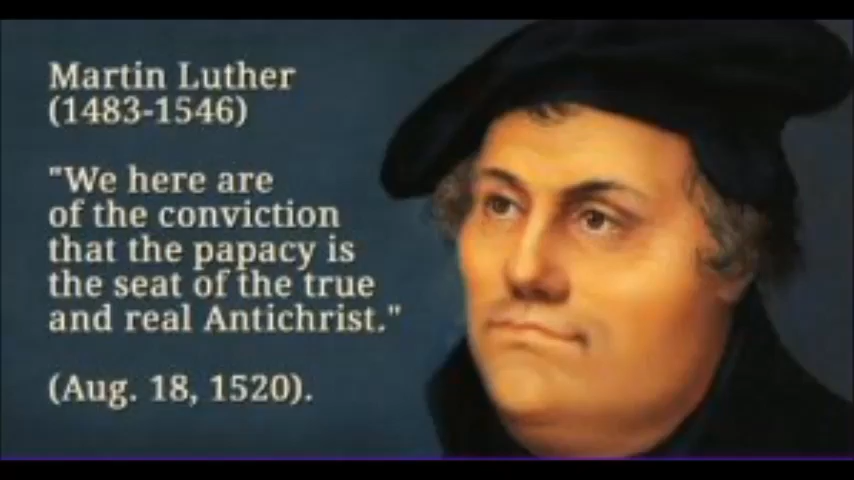 Martin Luther
(1483-1546)
"We here are
of the conviction
that the papacy is
the seat of the true
and real Antichrist."
(Aug. 18, 1520).